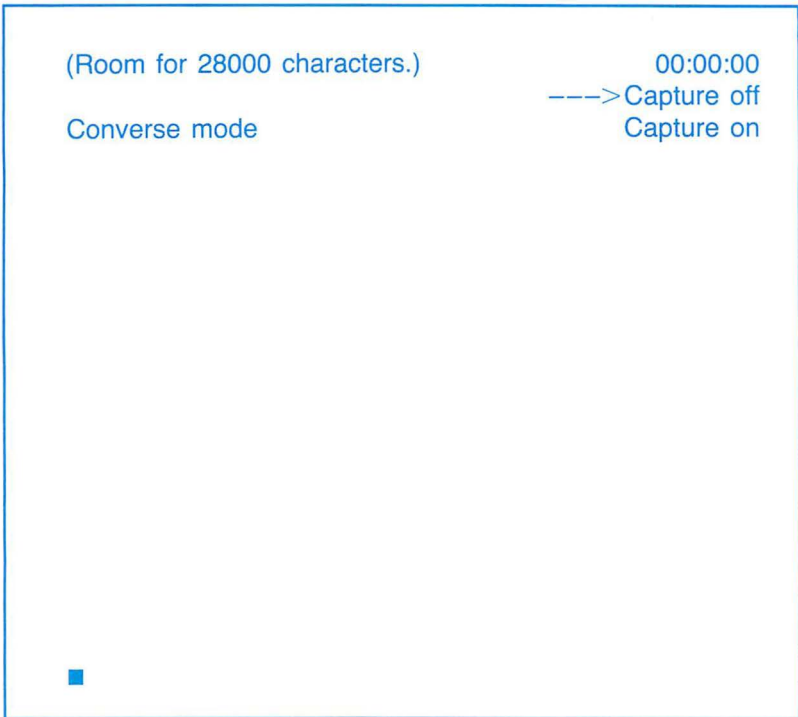 (Room for 28000 characters.) 00:00:00
--->Capture off
Converse mode Capture on